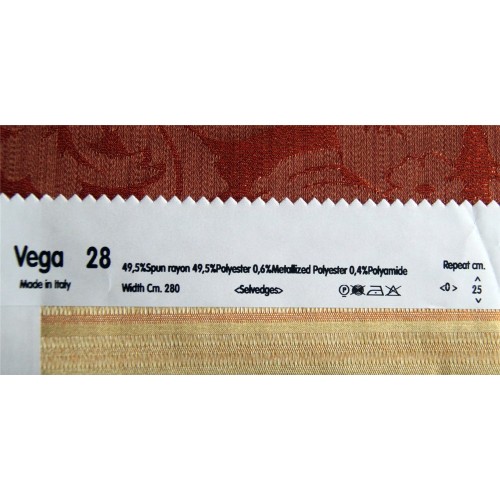 Vega 28
Made in Italy
49,5%Spun rayon 49,5%Polyester 0,6%Metallized Polyester 0,4%Polyamide
Width Cm. 280 <Selvedges>
Repeat cm.
<0> 25